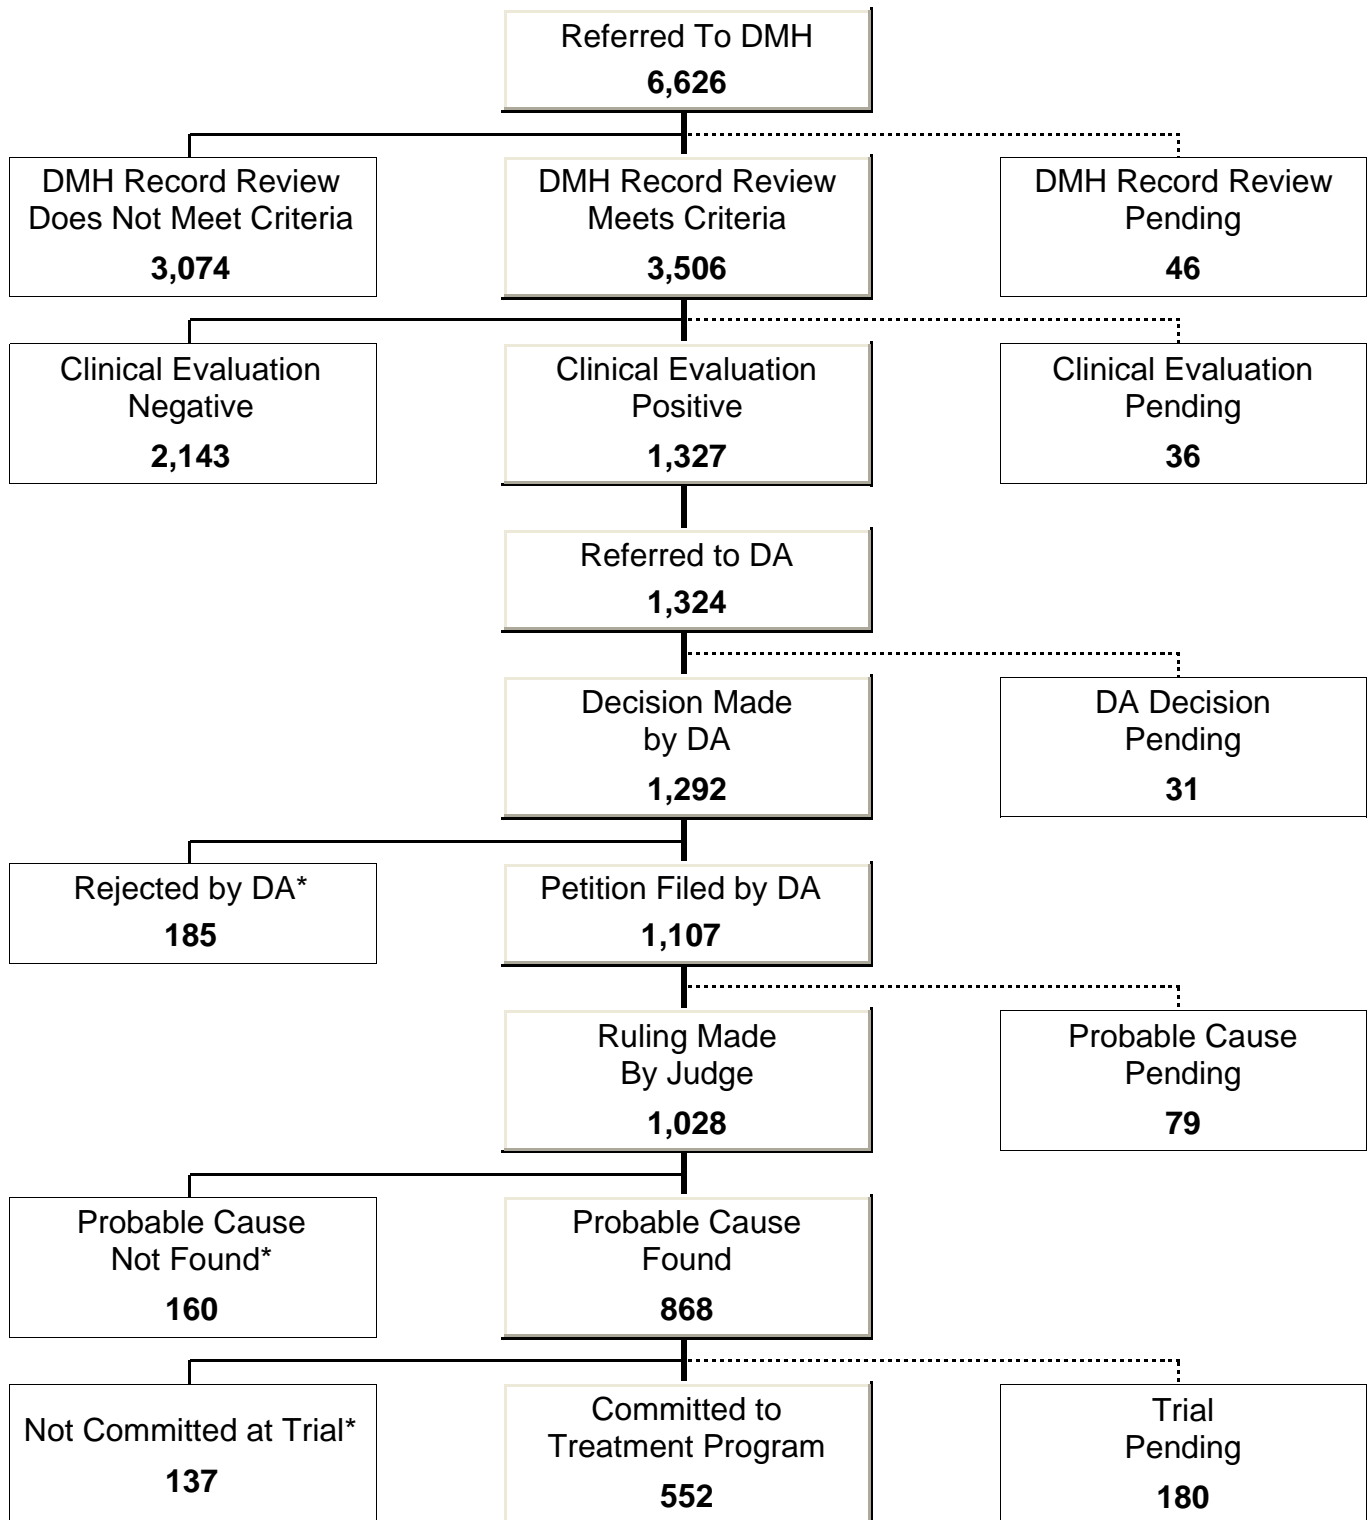 Referred To DMH
6,626
DMH Record Review
Does Not Meet Criteria
3,074
DMH Record Review
Meets Criteria
3,506
DMH Record Review
Pending
46
Clinical Evaluation
Negative
2,143
Clinical Evaluation
Positive
1,327
Clinical Evaluation
Pending
36
Referred to DA
1,324
Decision Made
by DA
1,292
DA Decision
Pending
31
Rejected by DA*
185
Petition Filed by DA
1,107
Ruling Made
By Judge
1,028
Probable Cause
Pending
79
Probable Cause
Not Found*
160
Probable Cause
Found
868
Not Committed at Trial*
137
Committed to
Treatment Program
552
Trial
Pending
180